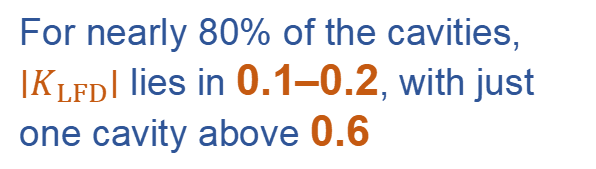 For nearly 80% of the cavities,
|K_LFD| lies in 0.1–0.2, with just
one cavity above 0.6